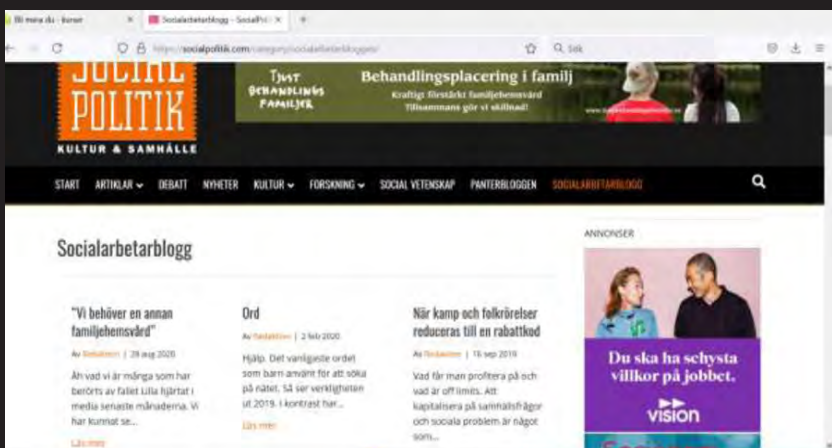 Socialarbetarblogg – SocialPoli
socialpolitik.com/category/socialarbetarbloggen/
Sök
SOCIAL
POLITIK
KULTUR & SAMHÄLLE
TJUST
BEHANDLINGS
FAMILJER
Behandlingsplacering i familj
Kraftigt förstärkt familjehemsvård
Tillsammans gör vi skillnad!
START ARTIKLAR DEBATT NYHETER KULTUR FORSKNING SOCIAL VETENSKAP PANTERBLOGGEN SOCIALARBETARBLOGG
Socialarbetarblogg
"Vi behöver en annan
familjehemsvård"
Av Redaktion | 28 aug 2020
Åh vad vi är många som har
berörts av fallet Lilla hjärtat i
media senaste månaderna. Vi
har kunnat se...
Läs mer
Ord
Av Redaktion | 2 feb 2020
Hjälp. Det vanligaste ordet
som barn använt för att söka
på nätet. Så ser verkligheten
ut 2019. I kontrast har...
Läs mer
När kamp och folkrörelser
reduceras till en rabattkod
Av Redaktion | 16 sep 2019
Vad får man profitera på och
vad är off limits. Att
kapitalisera på samhällsfrågor
och sociala problem är något
som...
ANNONSER
Du ska ha schysta
villkor på jobbet.
vision